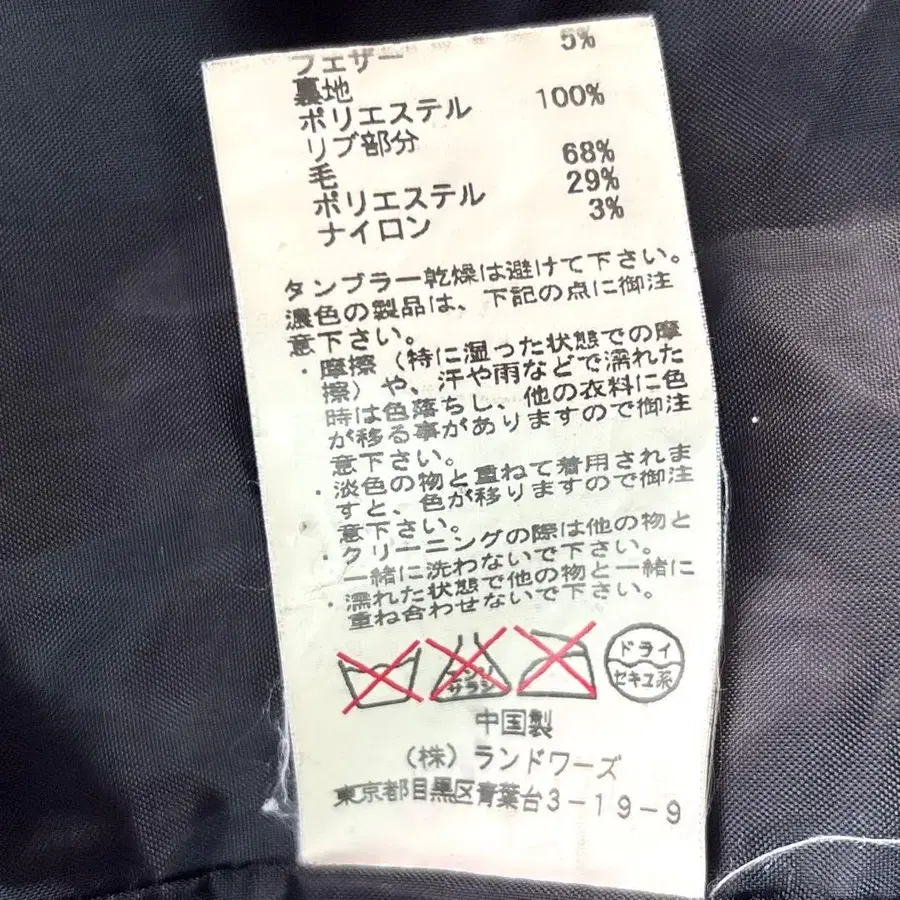 フェザー 5%
裏地
ポリエステル 100%
リブ部分
毛 68%
ポリエステル 29%
ナイロン 3%
タンブラー乾燥は避けて下さい。
濃色の製品は、下記の点に御注
意下さい。
・摩擦（特に湿った状態での摩
擦）や、汗や雨などで濡れた
時は色落ちし、他の衣料に色
が移る事がありますので御注
意下さい。
・淡色の物と重ねて着用されま
すと、色が移りますので御注
意下さい。
・クリーニングの際は他の物と
一緒に洗わないで下さい。
・濡れた状態で他の物と一緒に
重ね合わせないで下さい。
エンソ
サラシ
ドライ
セキユ系
中国製
（株）ランドワーズ
東京都目黒区青葉台3-19-9